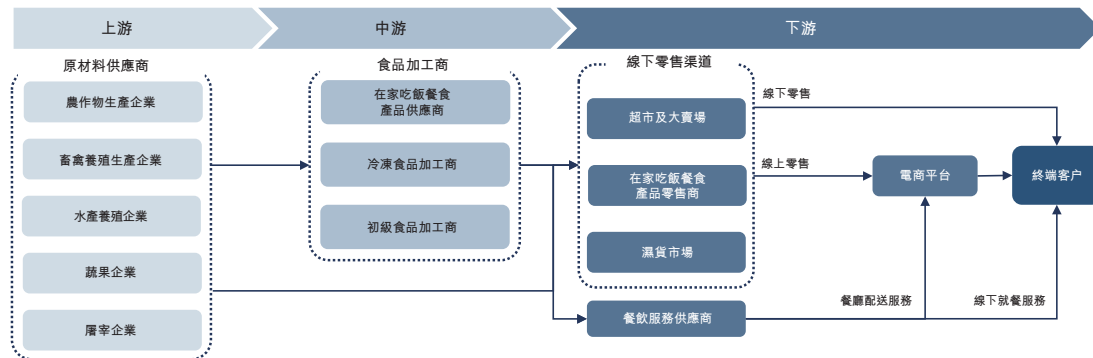 上游
中游
下游
原材料供應商
農作物生產企業
畜禽養殖生產企業
水產養殖企業
蔬果企業
屠宰企業
食品加工商
在家吃飯餐食
產品供應商
冷凍食品加工商
初級食品加工商
線下零售渠道
超市及大賣場
在家吃飯餐食
產品零售商
濕貨市場
餐飲服務供應商
線下零售
線上零售
電商平台
終端客户
餐廳配送服務
線下就餐服務